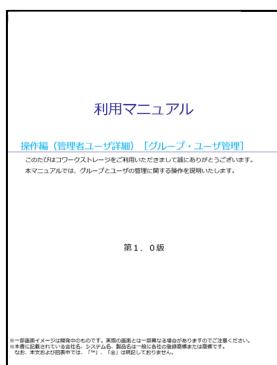 利用マニュアル
操作編（管理者ユーザ詳細）［グループ・ユーザ管理］
このたびはコワークストレージをご利用いただきまして誠にありがとうございます。
本マニュアルでは、グループとユーザの管理に関する操作を説明いたします。
第１．０版
※一部画面イメージは開発中のものです。実際の画面とは一部異なる場合がありますのでご注意ください。
※本書に記載されている会社名、システム名、製品名は一般に各社の登録商標または商標です。
なお、本文および図表中では、「™」、「®」は明記しておりません。